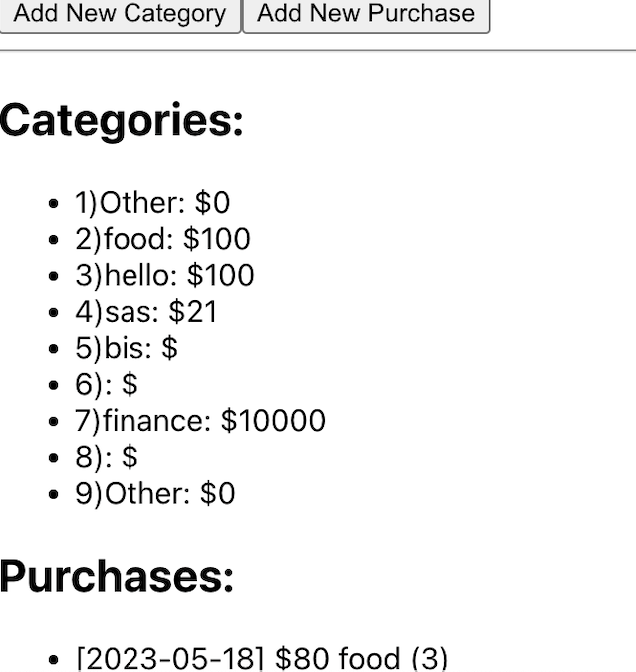 Add New Category Add New Purchase
Categories:
• 1)Other: $0
• 2)food: $100
• 3)hello: $100
• 4)sas: $21
• 5)bis: $
• 6): $
• 7)finance: $10000
• 8): $
• 9)Other: $0
Purchases:
• [2023-05-18] $80 food (3)